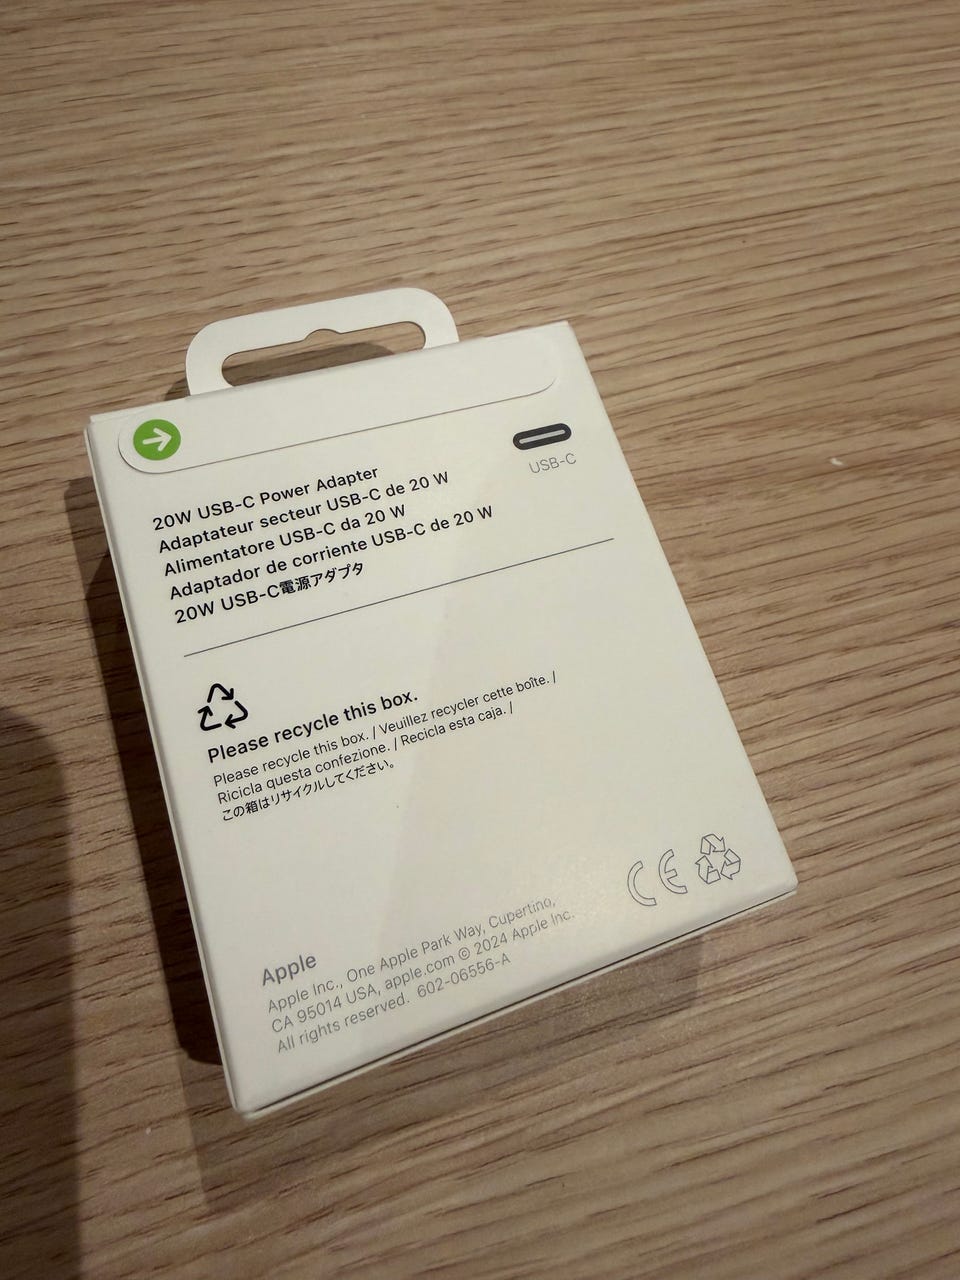 20W USB-C Power Adapter
Adaptateur secteur USB-C de 20 W
Alimentatore USB-C da 20 W
Adaptador de corriente USB-C de 20 W
20W USB-C電源アダプタ
USB-C
Please recycle this box.
Please recycle this box. / Veuillez recycler cette boîte. /
Ricicla questa confezione. / Recicla esta caja. /
この箱はリサイクルしてください。
Apple
Apple Inc., One Apple Park Way, Cupertino,
CA 95014 USA, apple.com © 2024 Apple Inc.
All rights reserved. 602-06556-A
CE